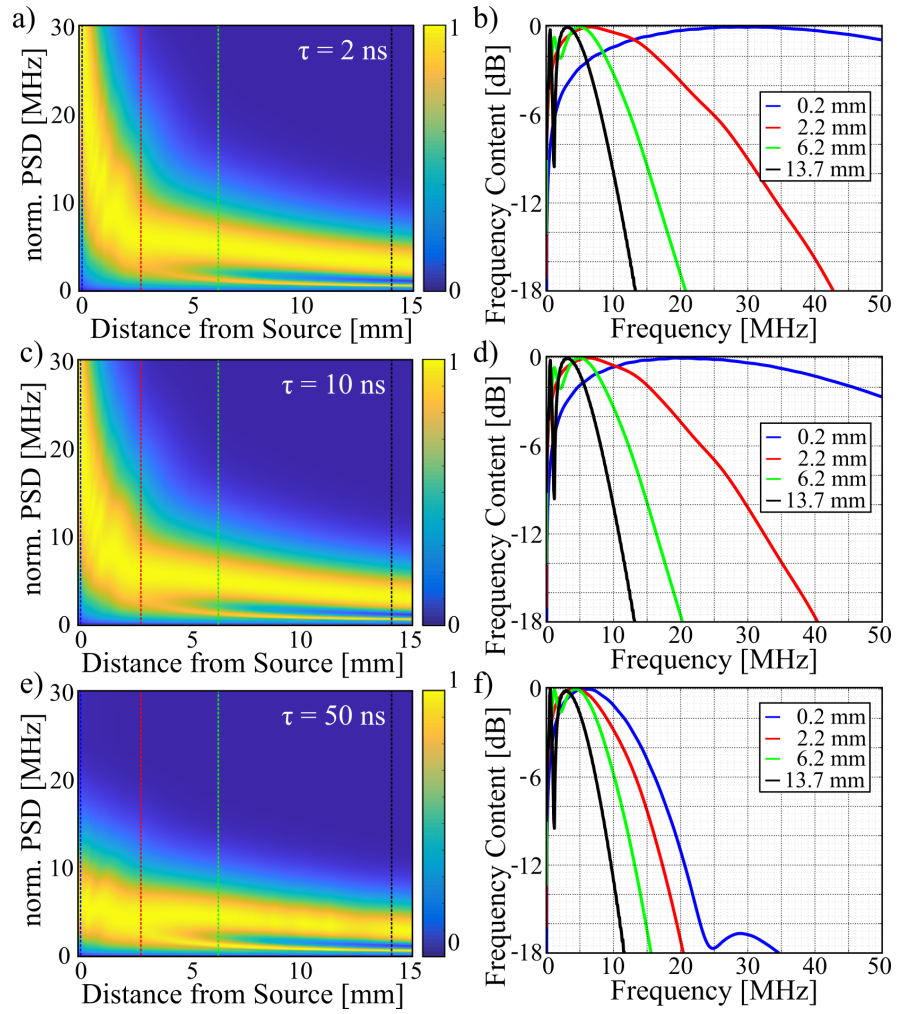 a)
norm. PSD [MHz]
30
20
10
0
τ = 2 ns
1
0
0
5
10
15
Distance from Source [mm]
b)
Frequency Content [dB]
0
-6
-12
-18
0.2 mm
2.2 mm
6.2 mm
13.7 mm
0
10
20
30
40
50
Frequency [MHz]
c)
norm. PSD [MHz]
30
20
10
0
τ = 10 ns
1
0
0
5
10
15
Distance from Source [mm]
d)
Frequency Content [dB]
0
-6
-12
-18
0.2 mm
2.2 mm
6.2 mm
13.7 mm
0
10
20
30
40
50
Frequency [MHz]
e)
norm. PSD [MHz]
30
20
10
0
τ = 50 ns
1
0
0
5
10
15
Distance from Source [mm]
f)
Frequency Content [dB]
0
-6
-12
-18
0.2 mm
2.2 mm
6.2 mm
13.7 mm
0
10
20
30
40
50
Frequency [MHz]